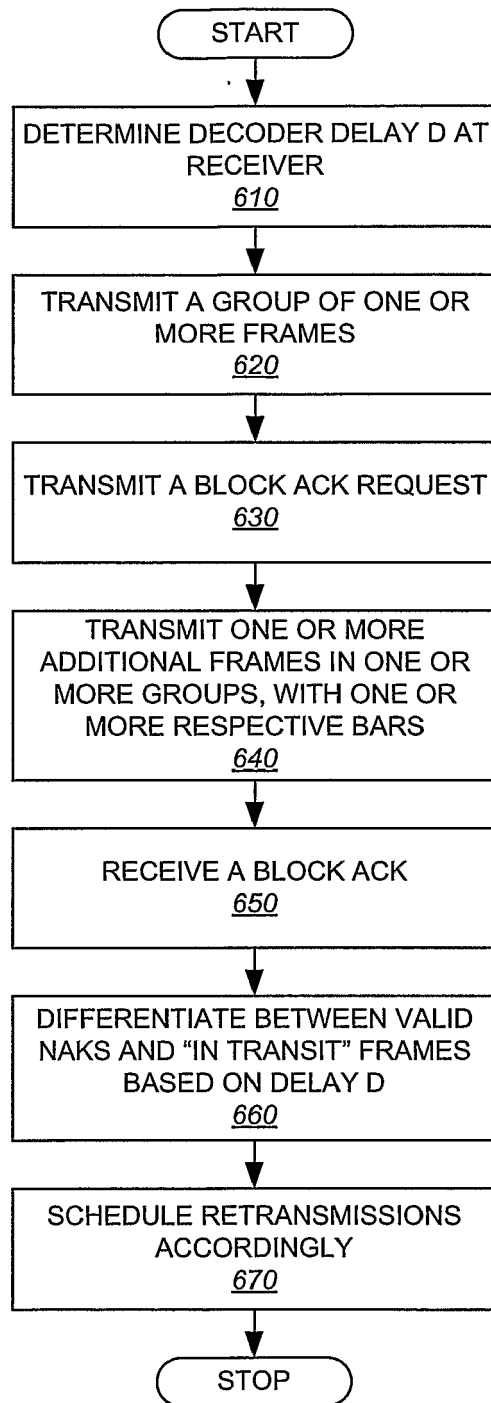 START
DETERMINE DECODER DELAY D AT
RECEIVER
610
TRANSMIT A GROUP OF ONE OR
MORE FRAMES
620
TRANSMIT A BLOCK ACK REQUEST
630
TRANSMIT ONE OR MORE
ADDITIONAL FRAMES IN ONE OR
MORE GROUPS, WITH ONE OR
MORE RESPECTIVE BARS
640
RECEIVE A BLOCK ACK
650
DIFFERENTIATE BETWEEN VALID
NAKS AND “IN TRANSIT” FRAMES
BASED ON DELAY D
660
SCHEDULE RETRANSMISSIONS
ACCORDINGLY
670
STOP